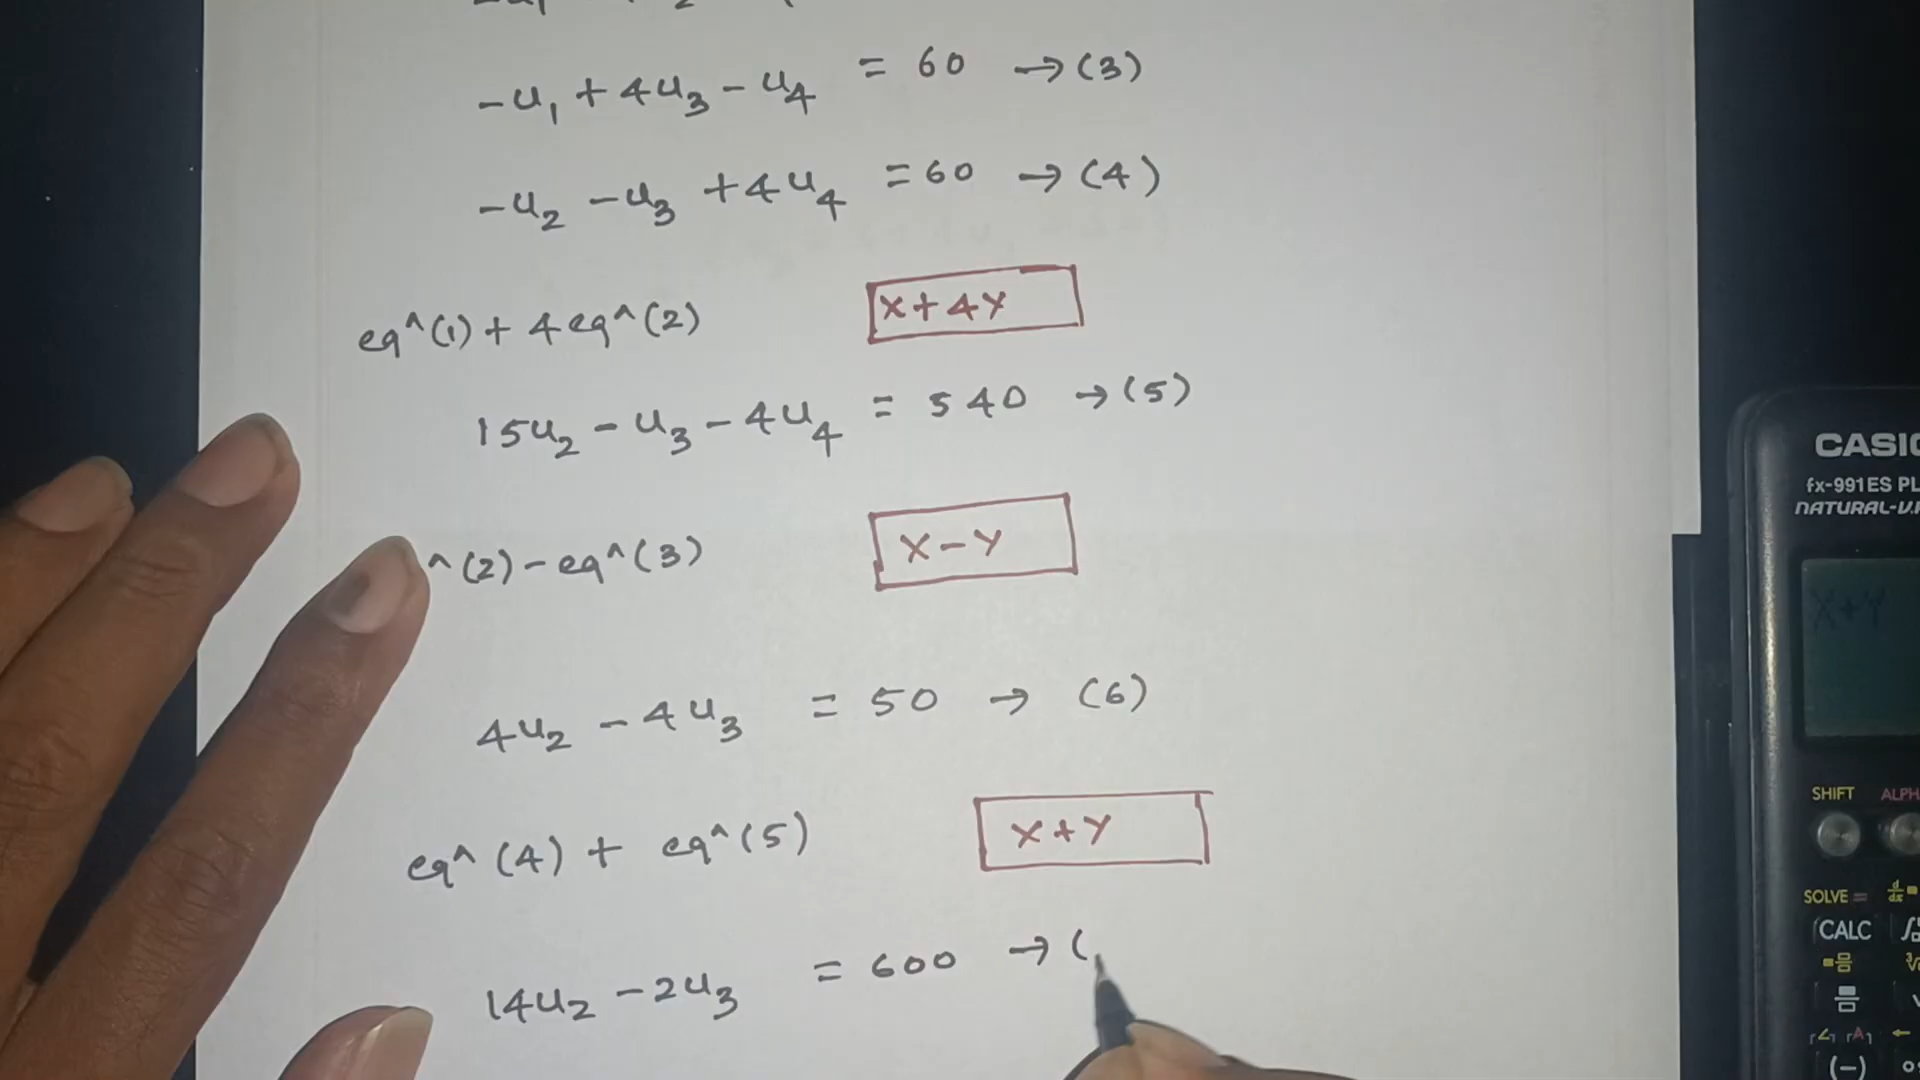 -u₁ + 4u₃ - u₄ = 60 → (3)
-u₂ - u₃ + 4u₄ = 60 → (4)
eq^(1) + 4eq^(2) X+4Y
15u₂ - u₃ - 4u₄ = 540 → (5)
^(2) - eq^(3) X-Y
4u₂ - 4u₃ = 50 → (6)
eq^(4) + eq^(5) X+Y
14u₂ - 2u₃ = 600 → (
CASIO
fx-991ES PL
NATURAL-V.P
X+Y
SHIFT ALPH
SOLVE =
CALC
(-)